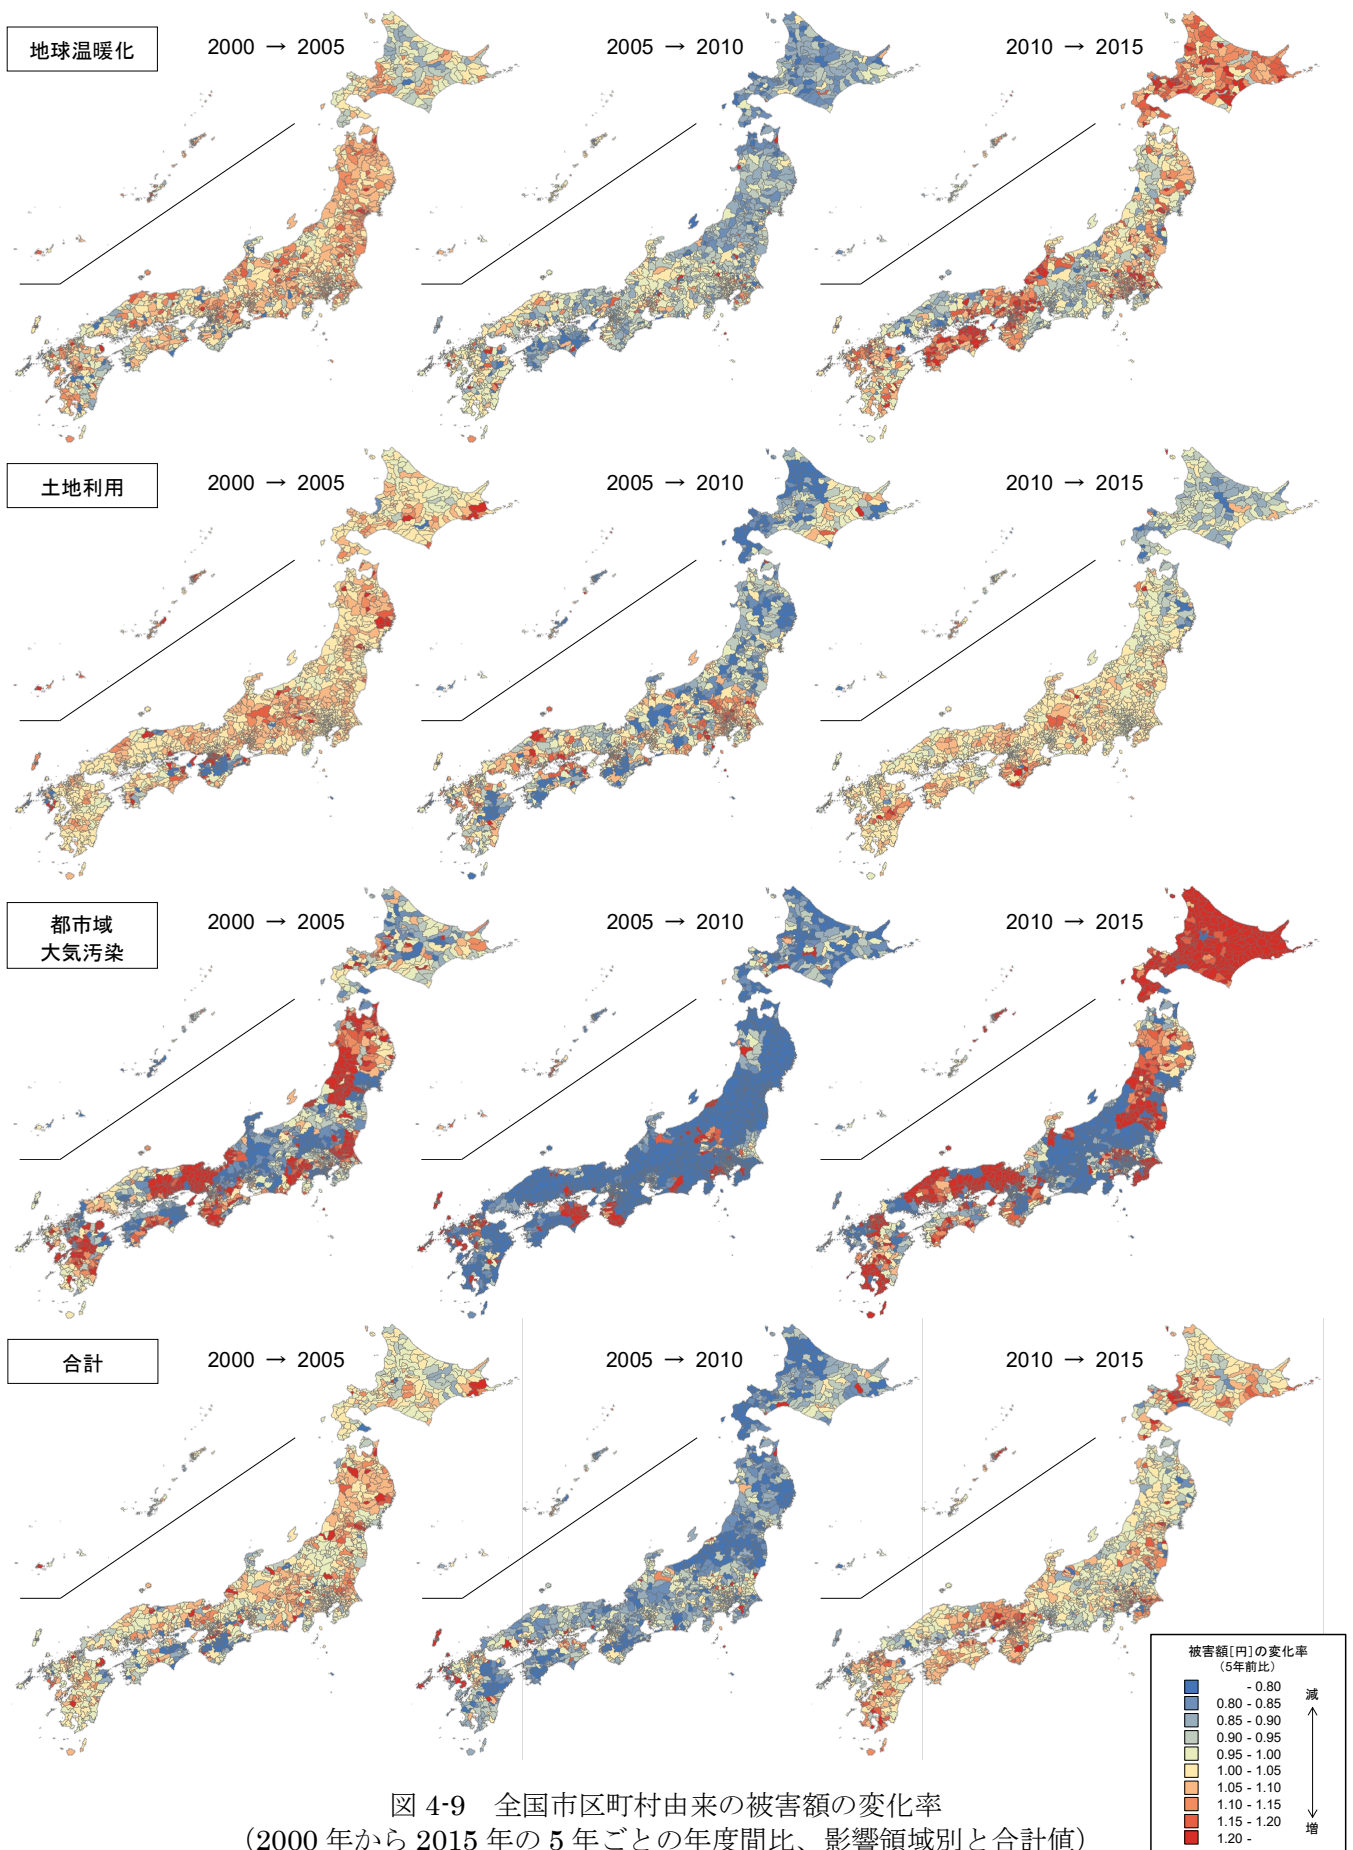 地球温暖化
2000 → 2005
2005 → 2010
2010 → 2015
土地利用
2000 → 2005
2005 → 2010
2010 → 2015
都市域
大気汚染
2000 → 2005
2005 → 2010
2010 → 2015
合計
2000 → 2005
2005 → 2010
2010 → 2015
被害額[円]の変化率
(5年前比)
- 0.80
減
0.80 - 0.85
0.85 - 0.90
0.90 - 0.95
0.95 - 1.00
1.00 - 1.05
1.05 - 1.10
1.10 - 1.15
1.15 - 1.20
増
1.20 -
図 4-9 全国市区町村由来の被害額の変化率
(2000 年から 2015 年の 5 年ごとの年度間比、影響領域別と合計値)